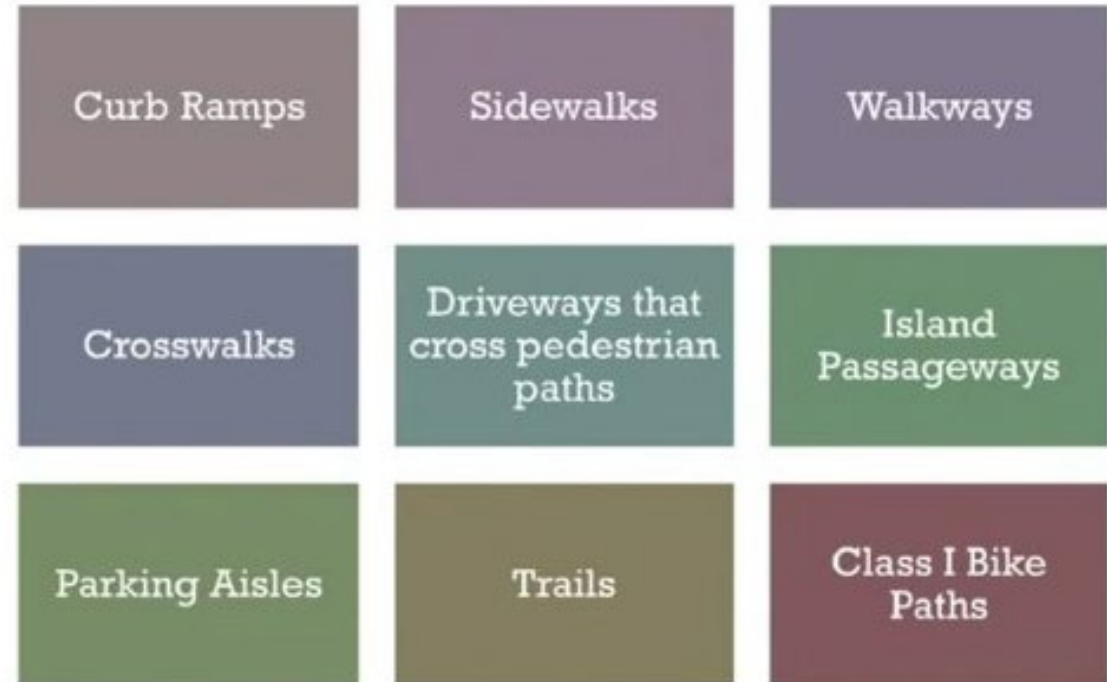 Curb Ramps
Sidewalks
Walkways
Crosswalks
Driveways that
cross pedestrian
paths
Island
Passageways
Parking Aisles
Trails
Class I Bike
Paths